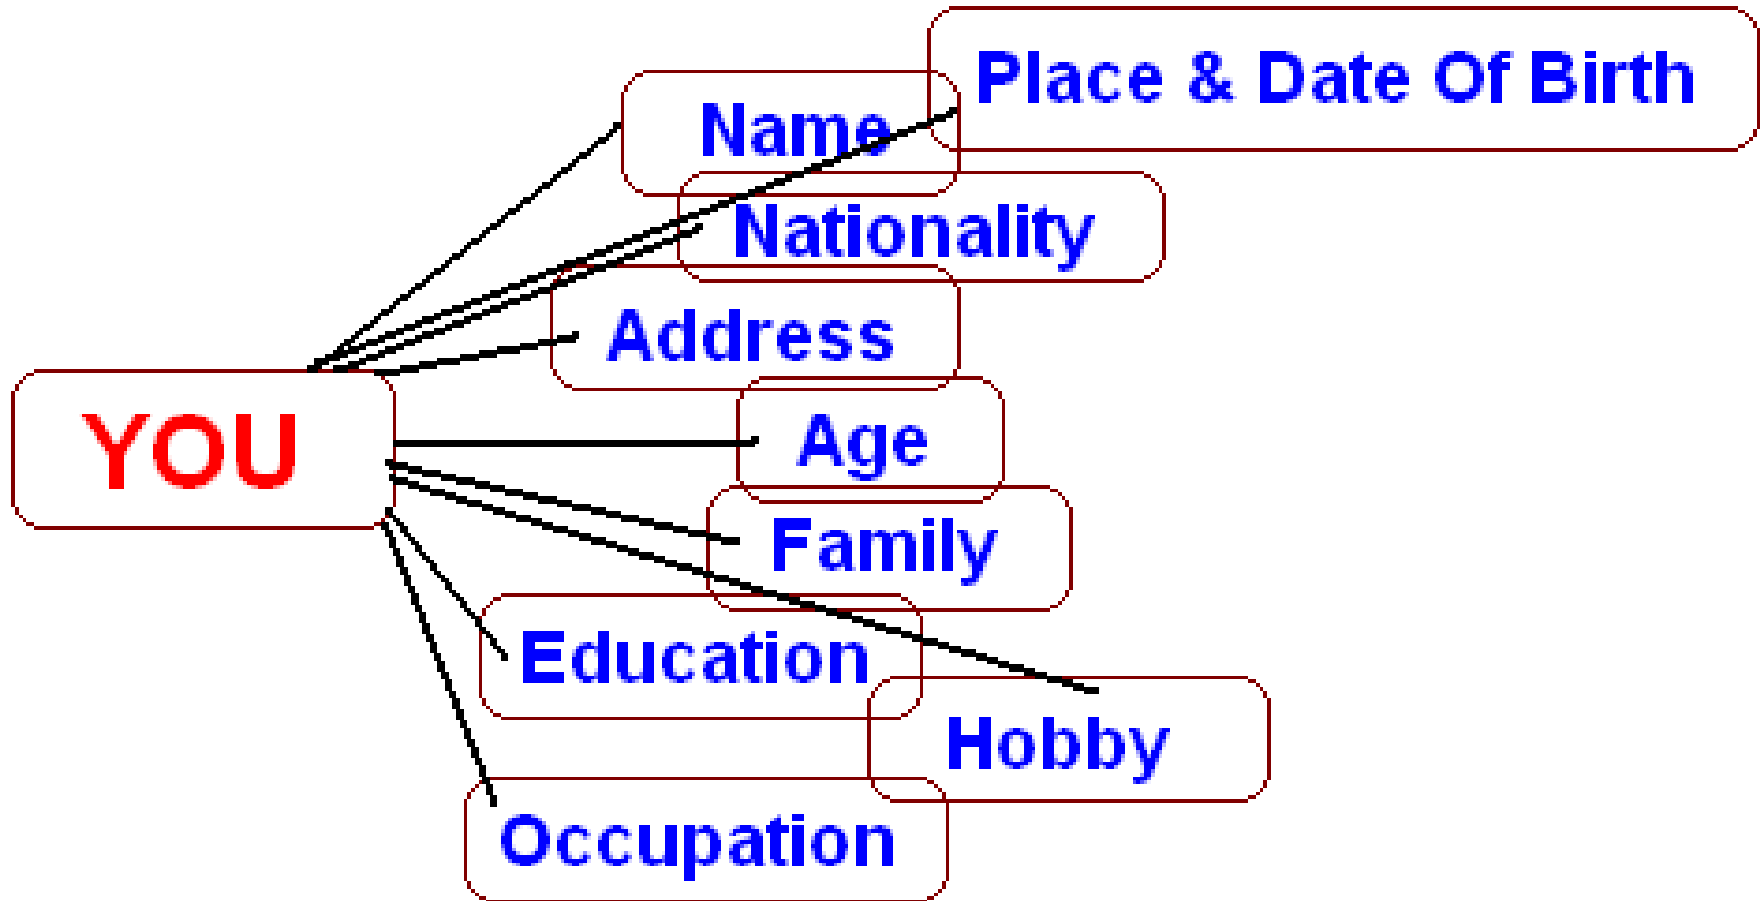 Place & Date Of Birth
Name
Nationality
Address
YOU
Age
Family
Education
Hobby
Occupation